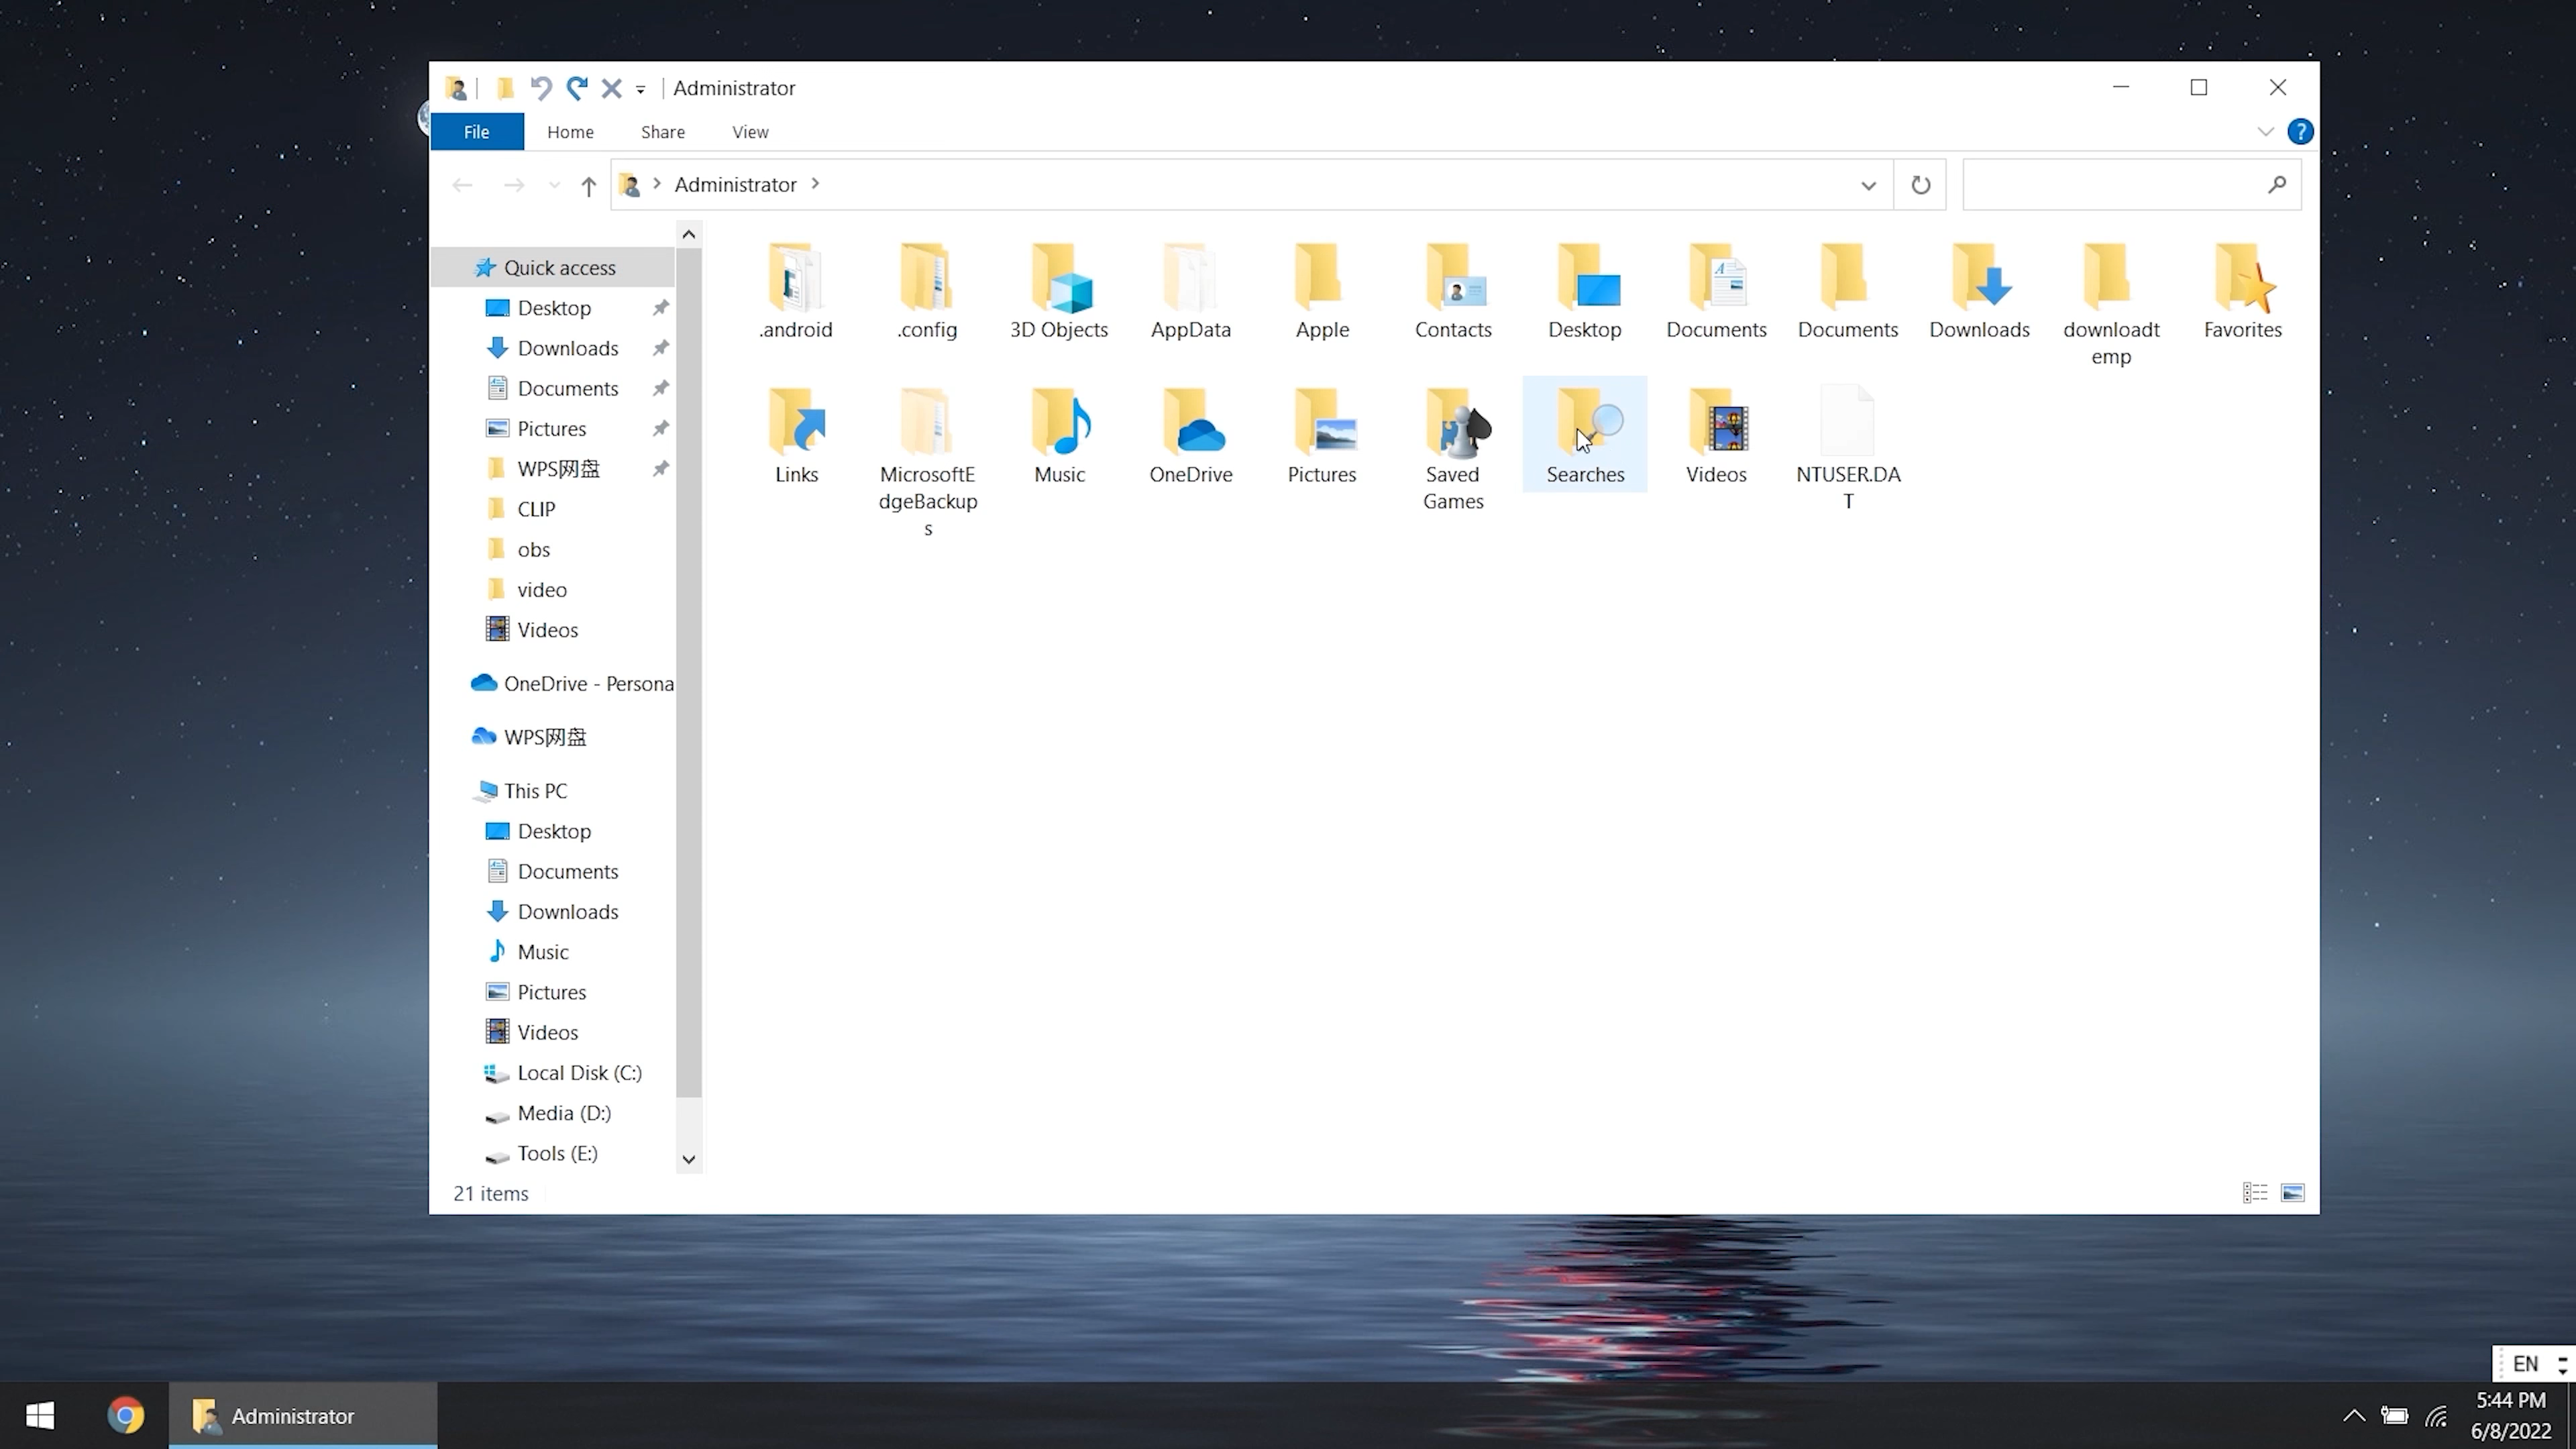 Administrator
File Home Share View
Administrator
Quick access
Desktop
Downloads
Documents
Pictures
WPS网盘
CLIP
obs
video
Videos
OneDrive - Persona
WPS网盘
This PC
Desktop
Documents
Downloads
Music
Pictures
Videos
Local Disk (C:)
Media (D:)
Tools (E:)
.android .config 3D Objects AppData Apple Contacts Desktop Documents Documents Downloads downloadt Favorites
emp
Links MicrosoftE Music OneDrive Pictures Saved Searches Videos NTUSER.DA
dgeBackup Games T
s
21 items
EN
Administrator
5:44 PM
6/8/2022